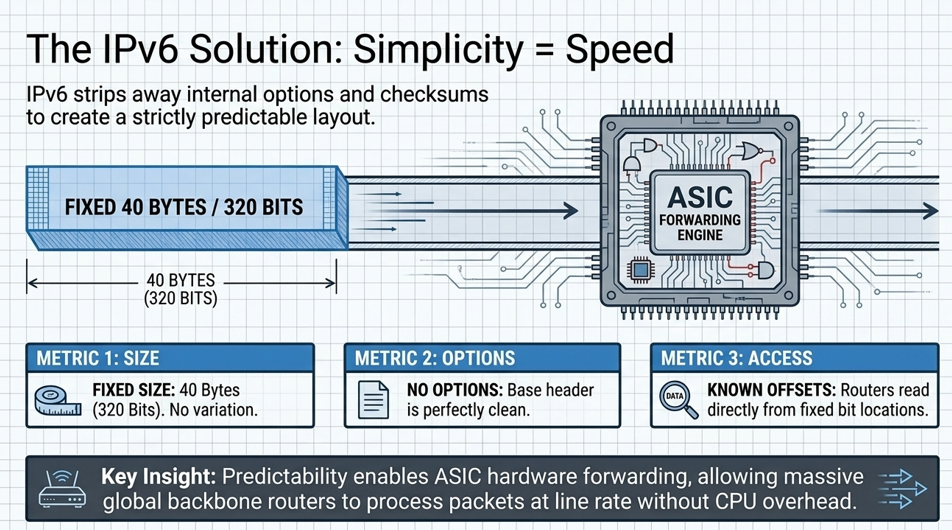 The IPv6 Solution: Simplicity = Speed
IPv6 strips away internal options and checksums
to create a strictly predictable layout.
FIXED 40 BYTES / 320 BITS
40 BYTES
(320 BITS)
ASIC
FORWARDING
ENGINE
METRIC 1: SIZE
FIXED SIZE: 40 Bytes
(320 Bits). No variation.
METRIC 2: OPTIONS
NO OPTIONS: Base header
is perfectly clean.
METRIC 3: ACCESS
DATA
KNOWN OFFSETS: Routers read
directly from fixed bit locations.
Key Insight: Predictability enables ASIC hardware forwarding, allowing massive
global backbone routers to process packets at line rate without CPU overhead.